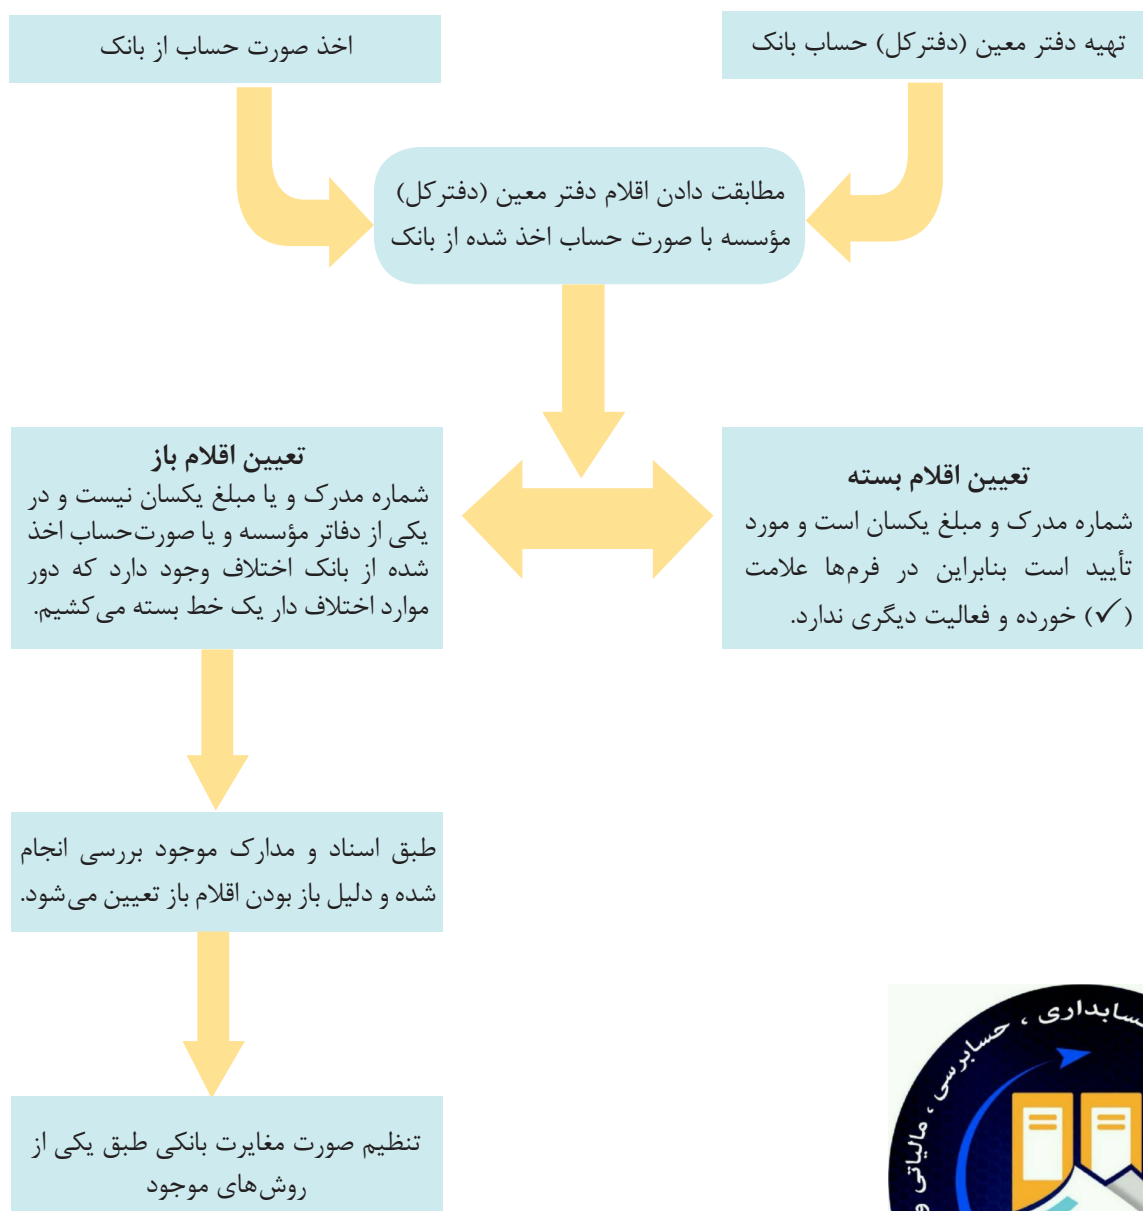 تهیه دفتر معین (دفترکل) حساب بانک
اخذ صورت حساب از بانک
مطابقت دادن اقلام دفتر معین (دفترکل)
مؤسسه با صورت حساب اخذ شده از بانک
تعیین اقلام بسته
شماره مدرک و مبلغ یکسان است و مورد
تأیید است بنابراین در فرم‌ها علامت
(✓) خورده و فعالیت دیگری ندارد.
تعیین اقلام باز
شماره مدرک و یا مبلغ یکسان نیست و در
یکی از دفاتر مؤسسه و یا صورت‌حساب اخذ
شده از بانک اختلاف وجود دارد که دور
موارد اختلاف دار یک خط بسته می‌کشیم.
طبق اسناد و مدارک موجود بررسی انجام
شده و دلیل باز بودن اقلام باز تعیین می‌شود.
تنظیم صورت مغایرت بانکی طبق یکی از
روش‌های موجود
، حسابرسی ، مالیاتی و